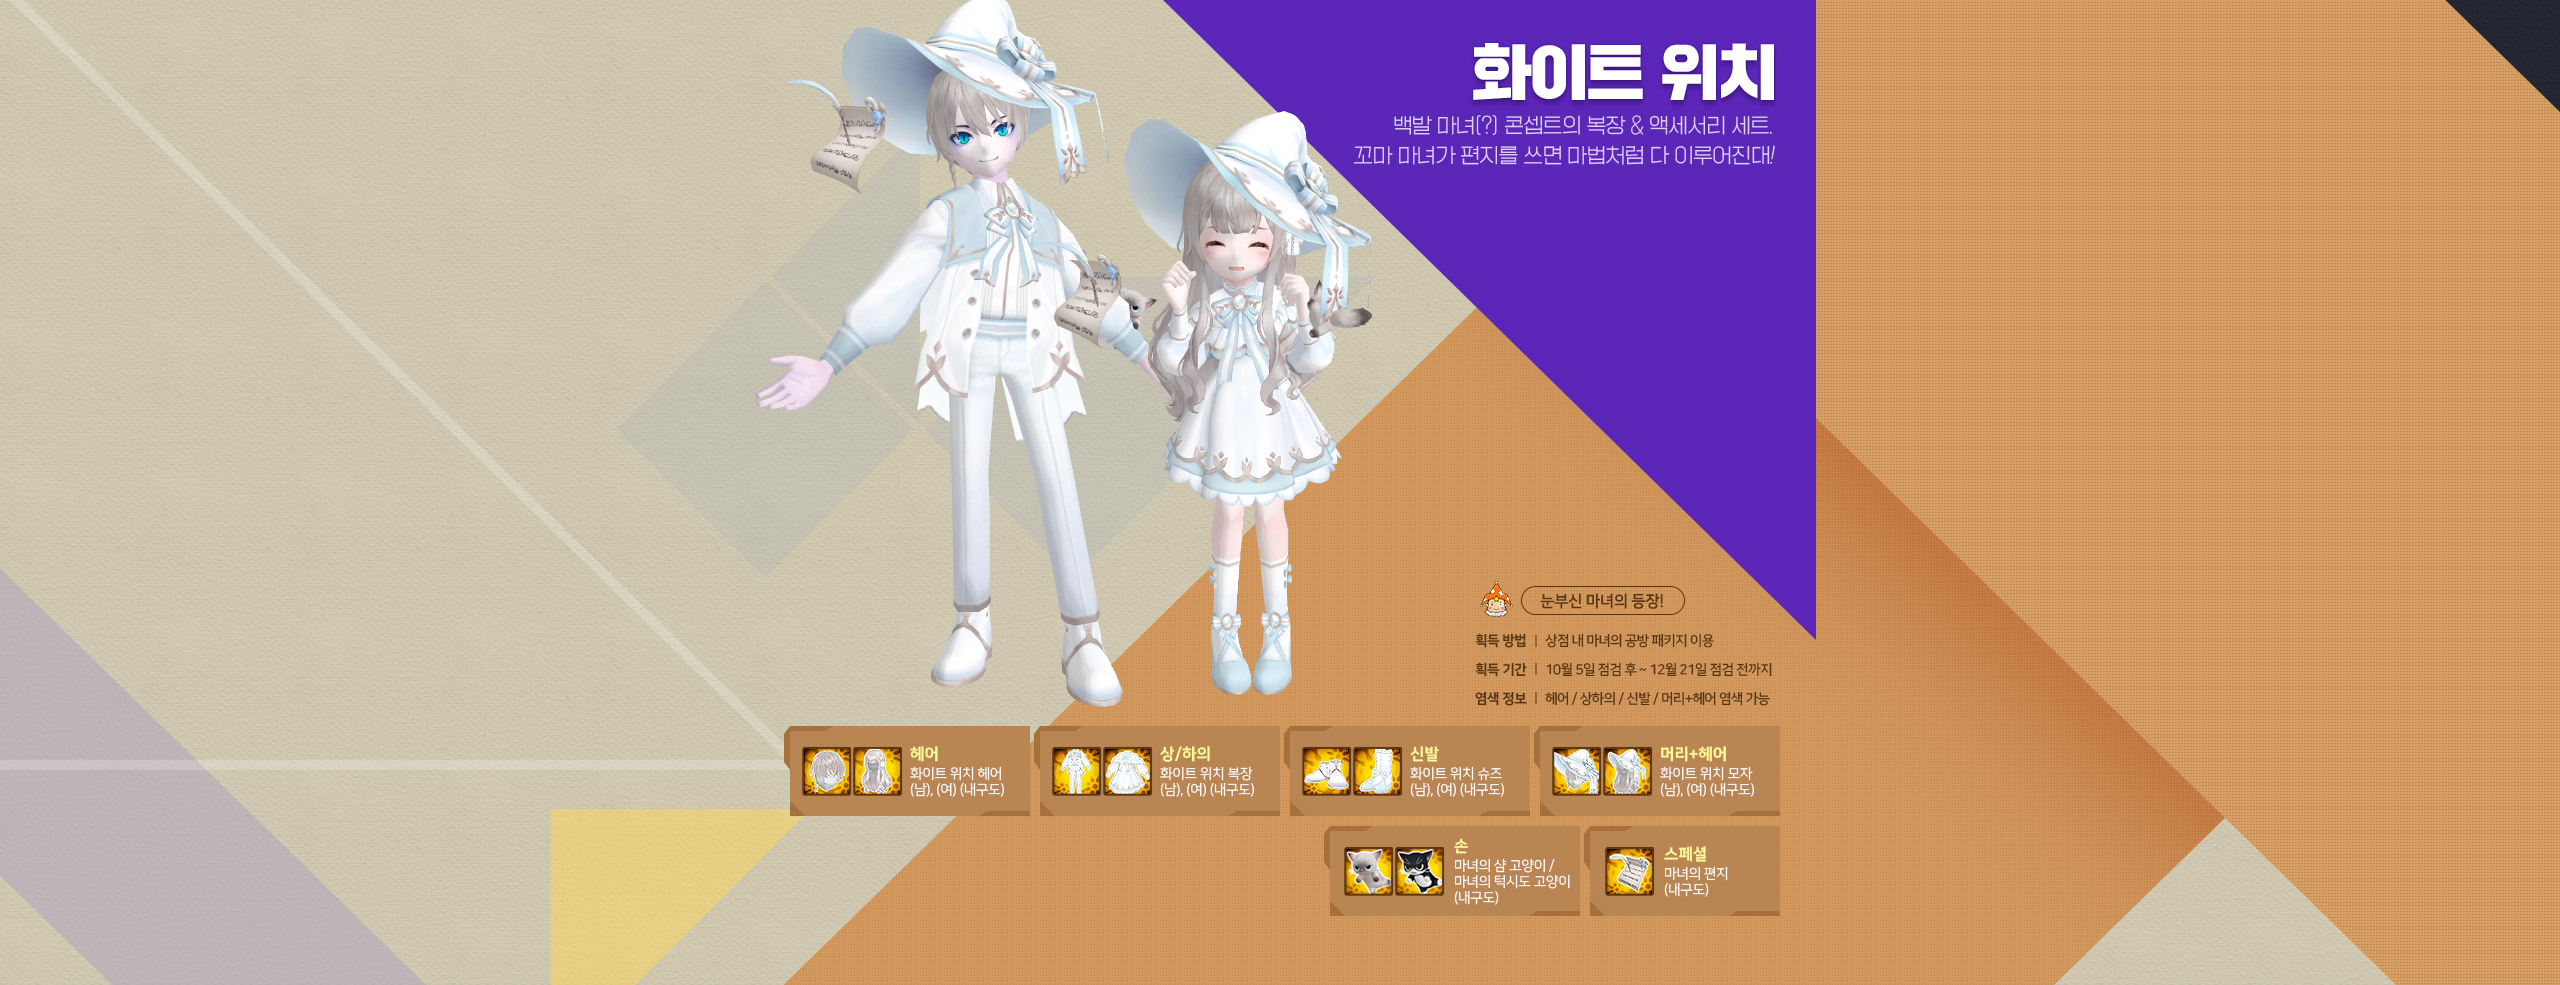 화이트 위치
백발 마녀(?) 콘셉트의 복장 & 액세서리 세트.
꼬마 마녀가 편지를 쓰면 마법처럼 다 이루어진대!
눈부신 마녀의 등장!
획득 방법 | 상점 내 마녀의 공방 패키지 이용
획득 기간 | 10월 5일 점검 후 ~ 12월 21일 점검 전까지
염색 정보 | 헤어 / 상하의 / 신발 / 머리+헤어 염색 가능
헤어
화이트 위치 헤어
(남), (여) (내구도)
상/하의
화이트 위치 복장
(남), (여) (내구도)
신발
화이트 위치 슈즈
(남), (여) (내구도)
머리+헤어
화이트 위치 모자
(남), (여) (내구도)
손
마녀의 샴 고양이 /
마녀의 턱시도 고양이
(내구도)
스페셜
마녀의 편지
(내구도)